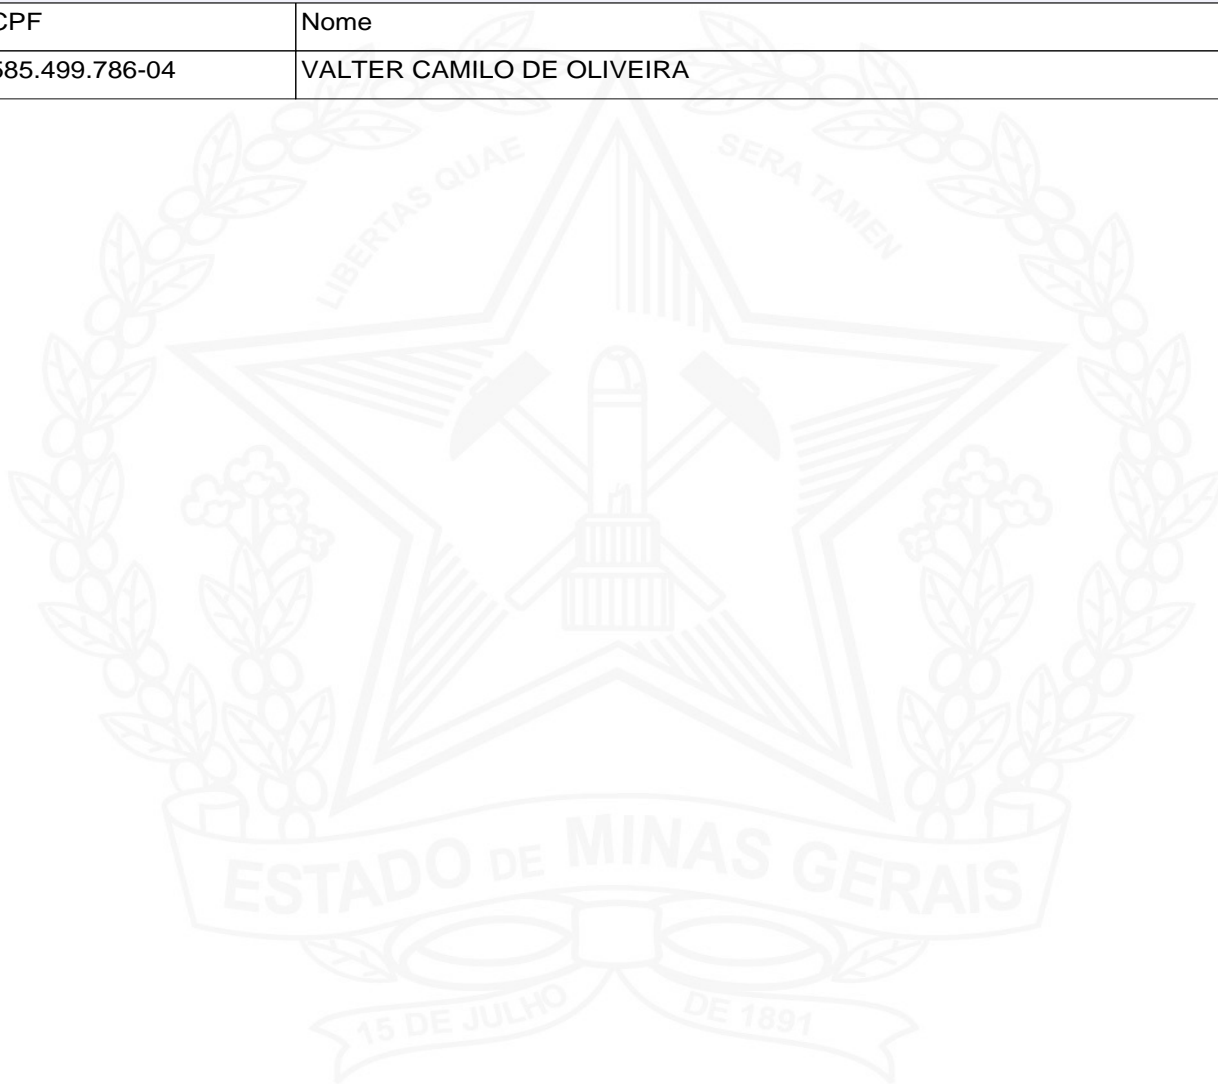 CPF Nome
585.499.786-04 VALTER CAMILO DE OLIVEIRA
LIBERTAS QUAE SERA TAMEN
ESTADO DE MINAS GERAIS
15 DE JULHO DE 1891